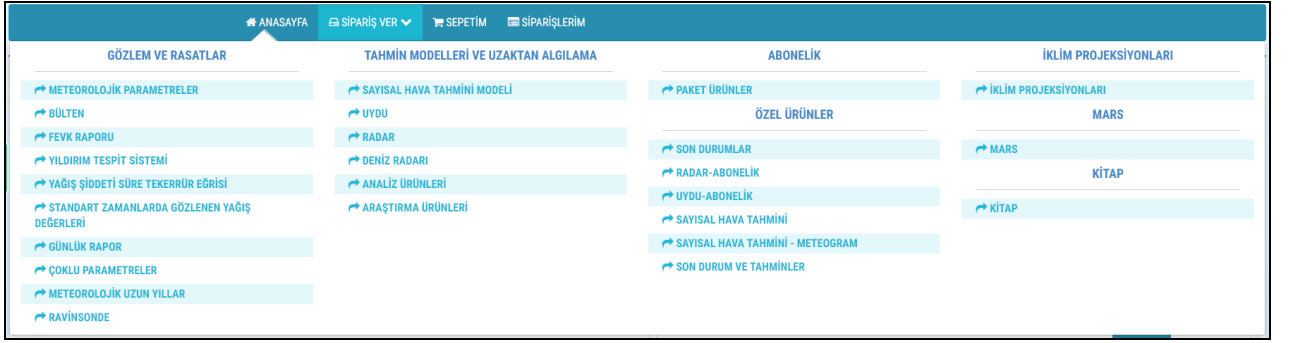 ANASAYFA SİPARİŞ VER SEPETİM SİPARİŞLERİM
GÖZLEM VE RASATLAR
METEOROLOJİK PARAMETRELER
BÜLTEN
FEVK RAPORU
YILDIRIM TESPİT SİSTEMİ
YAĞIŞ ŞİDDETİ SÜRE TEKERRÜR EĞRİSİ
STANDART ZAMANLARDA GÖZLENEN YAĞIŞ
DEĞERLERİ
GÜNLÜK RAPOR
ÇOKLU PARAMETRELER
METEOROLOJİK UZUN YILLAR
RAVİNSONDE
TAHMİN MODELLERİ VE UZAKTAN ALGILAMA
SAYISAL HAVA TAHMİNİ MODELİ
UYDU
RADAR
DENİZ RADARI
ANALİZ ÜRÜNLERİ
ARAŞTIRMA ÜRÜNLERİ
ABONELİK
PAKET ÜRÜNLER
ÖZEL ÜRÜNLER
SON DURUMLAR
RADAR-ABONELİK
UYDU-ABONELİK
SAYISAL HAVA TAHMİNİ
SAYISAL HAVA TAHMİNİ - METEOGRAM
SON DURUM VE TAHMİNLER
İKLİM PROJEKSİYONLARI
İKLİM PROJEKSİYONLARI
MARS
MARS
KİTAP
KİTAP